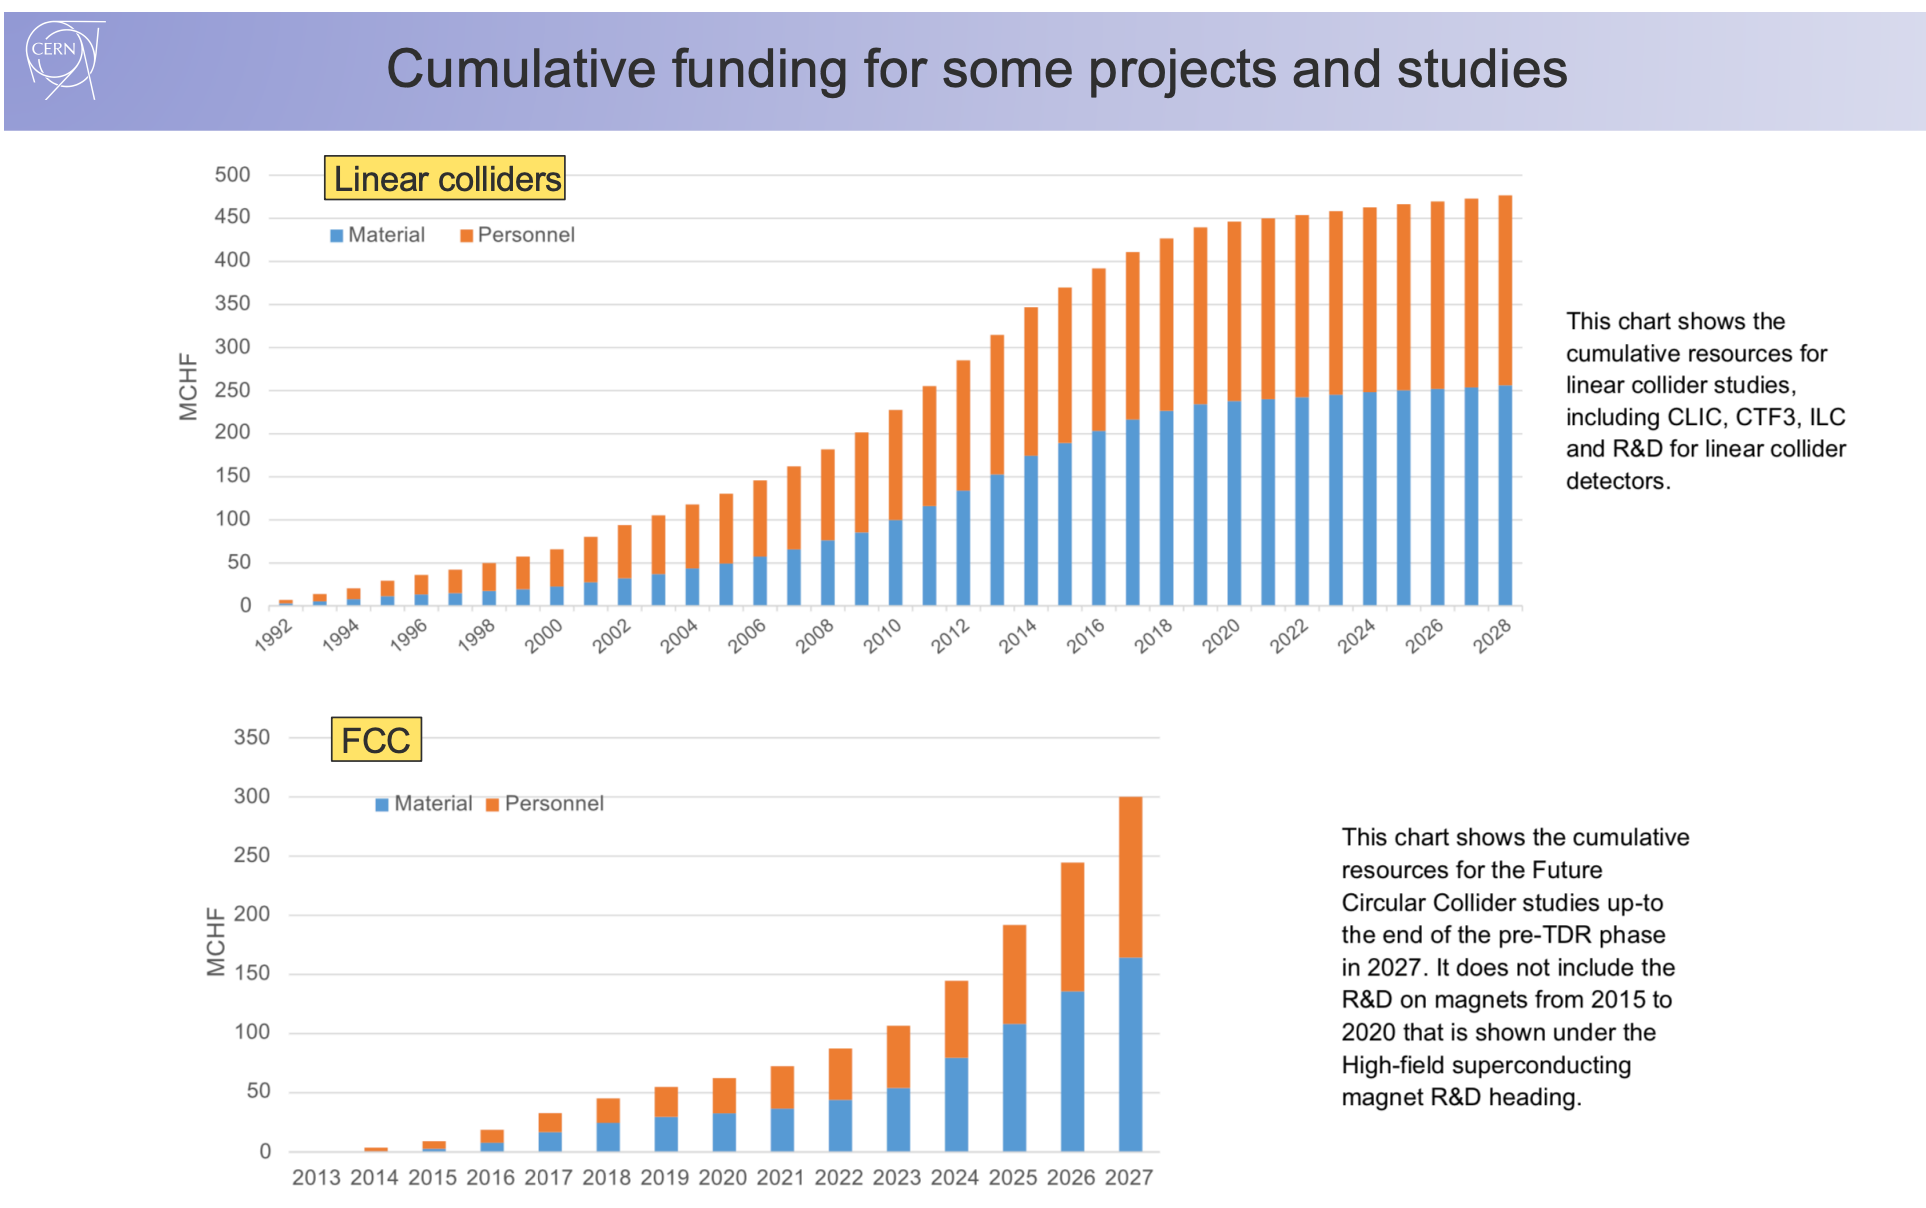 CERN
Cumulative funding for some projects and studies
Linear colliders
Material Personnel
500
450
400
350
300
250
200
150
100
50
0
MCHF
1992 1994 1996 1998 2000 2002 2004 2006 2008 2010 2012 2014 2016 2018 2020 2022 2024 2026 2028
This chart shows the
cumulative resources for
linear collider studies,
including CLIC, CTF3, ILC
and R&D for linear collider
detectors.
FCC
Material Personnel
350
300
250
200
150
100
50
0
MCHF
2013 2014 2015 2016 2017 2018 2019 2020 2021 2022 2023 2024 2025 2026 2027
This chart shows the cumulative
resources for the Future
Circular Collider studies up-to
the end of the pre-TDR phase
in 2027. It does not include the
R&D on magnets from 2015 to
2020 that is shown under the
High-field superconducting
magnet R&D heading.